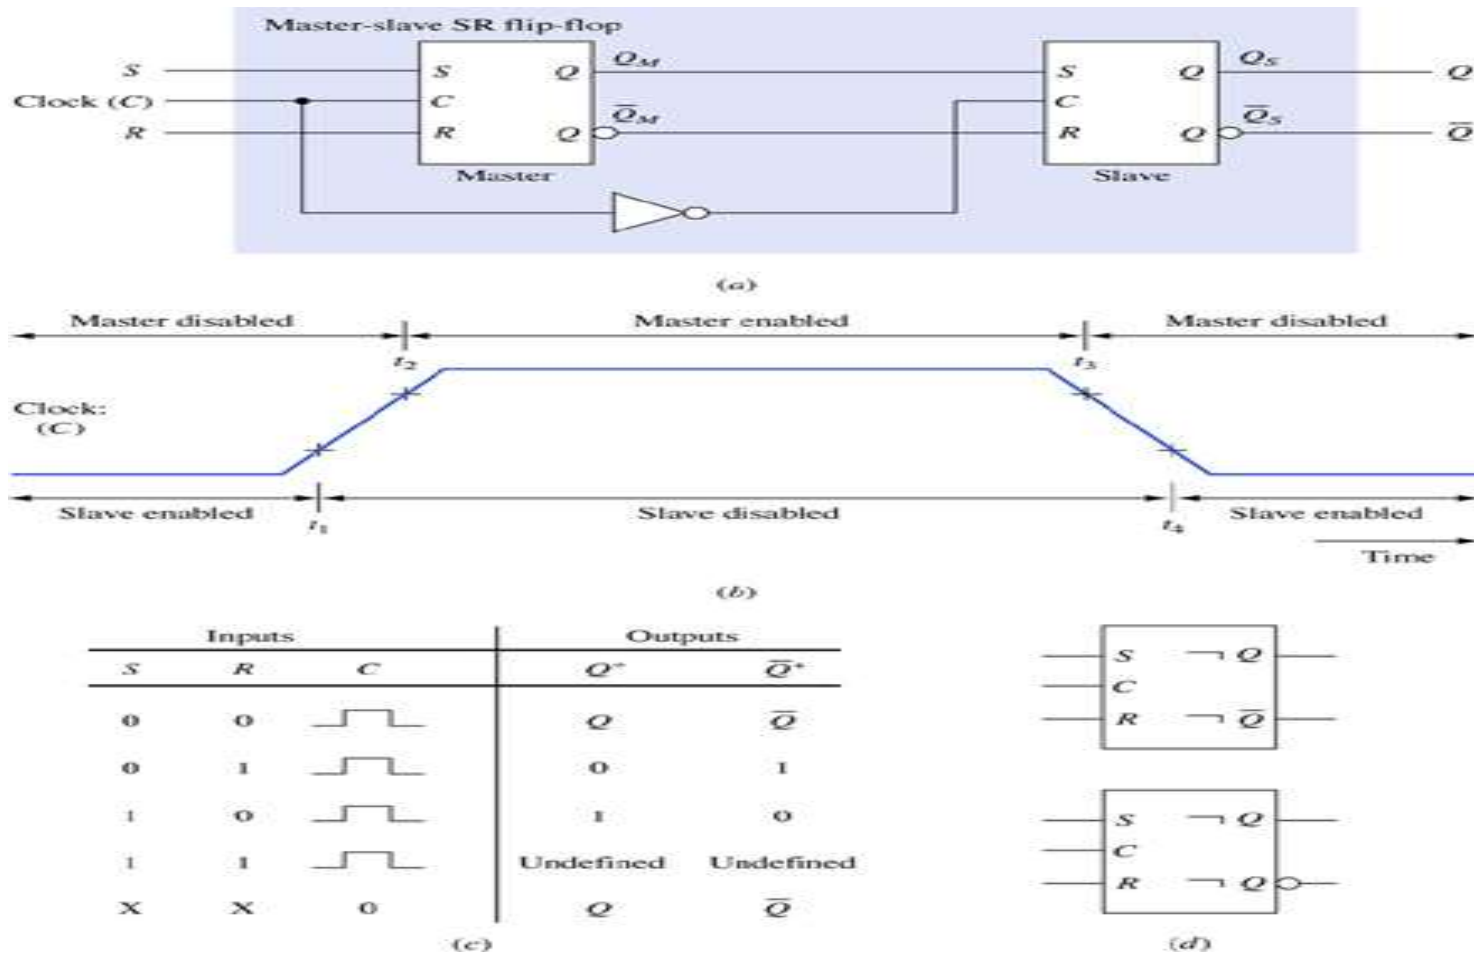 Master-slave SR flip-flop
S S Q Q_M S Q Q_S Q
Clock (C) C C
R R Q Q̅_M R Q Q̅_S Q̅
Master Slave
(a)
Master disabled Master enabled Master disabled
t₂ t₃
Clock:
(C)
Slave enabled Slave disabled Slave enabled
t₁ t₄
Time
(b)
Inputs Outputs
S R C Q⁺ Q̅⁺
0 0 Q Q̅
0 1 0 1
1 0 1 0
1 1 Undefined Undefined
X X 0 Q Q̅
(c)
S ¬ Q
C
R ¬ Q̅
S ¬ Q
C
R ¬ Q
(d)